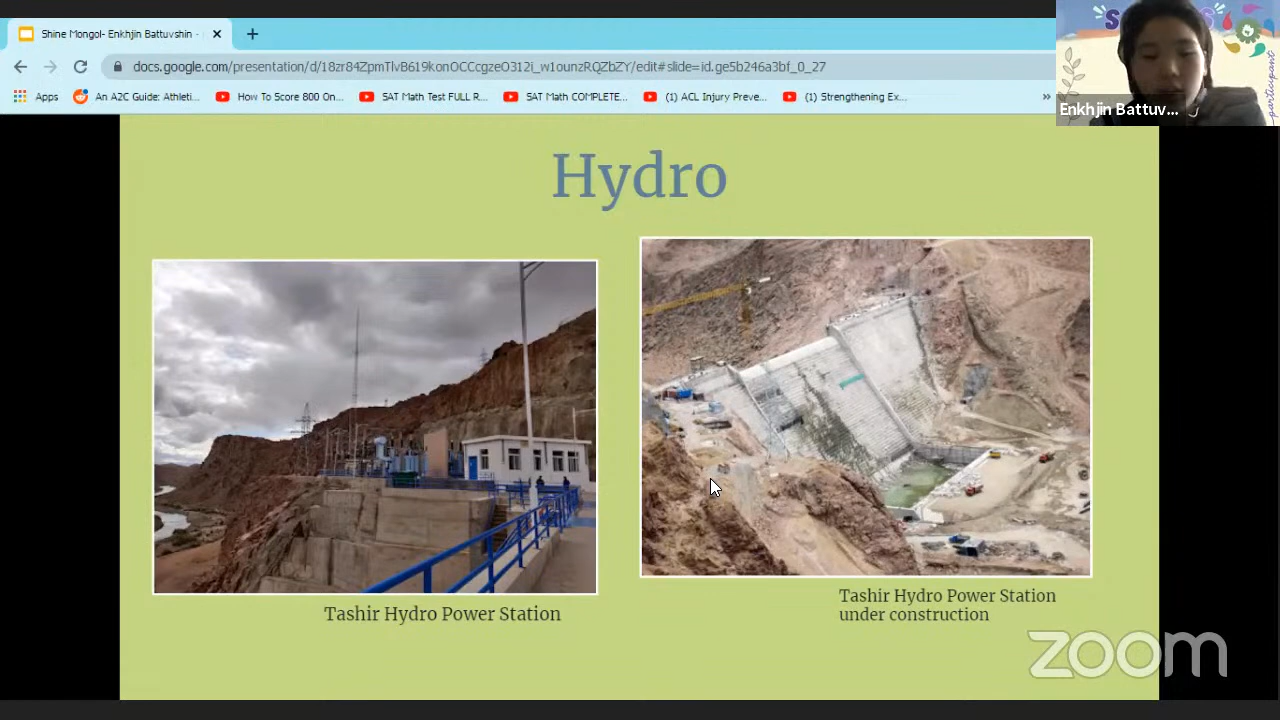 Shine Mongol- Enkhjin Battuvshin -
docs.google.com/presentation/d/18zr84ZpmTlvB619konOCCcgzeO312i_w1ounzRQZbZY/edit#slide=id.ge5b246a3bf_0_27
Apps
An A2C Guide: Athleti...
How To Score 800 On...
SAT Math Test FULL R...
SAT Math COMPLETE...
(1) ACL Injury Preve...
(1) Strengthening Ex...
»
participant
Enkhjin Battuv...
Hydro
Tashir Hydro Power Station
Tashir Hydro Power Station
under construction
zoom